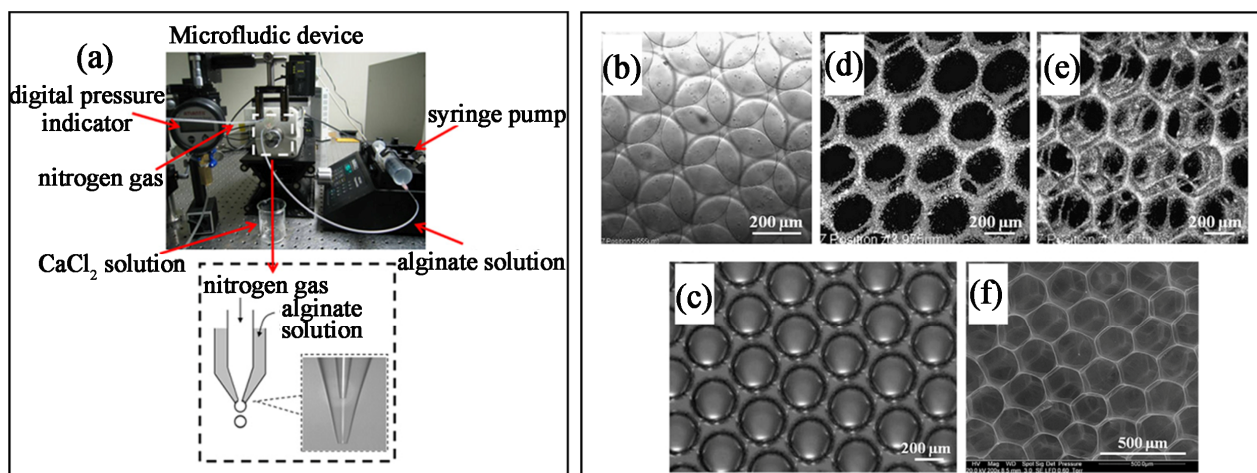 Microfludic device
(a)
digital pressure
indicator
syringe pump
nitrogen gas
CaCl2 solution
alginate solution
nitrogen gas
alginate
solution
(b)
200 μm
(d)
200 μm
(e)
200 μm
(c)
200 μm
(f)
500 μm